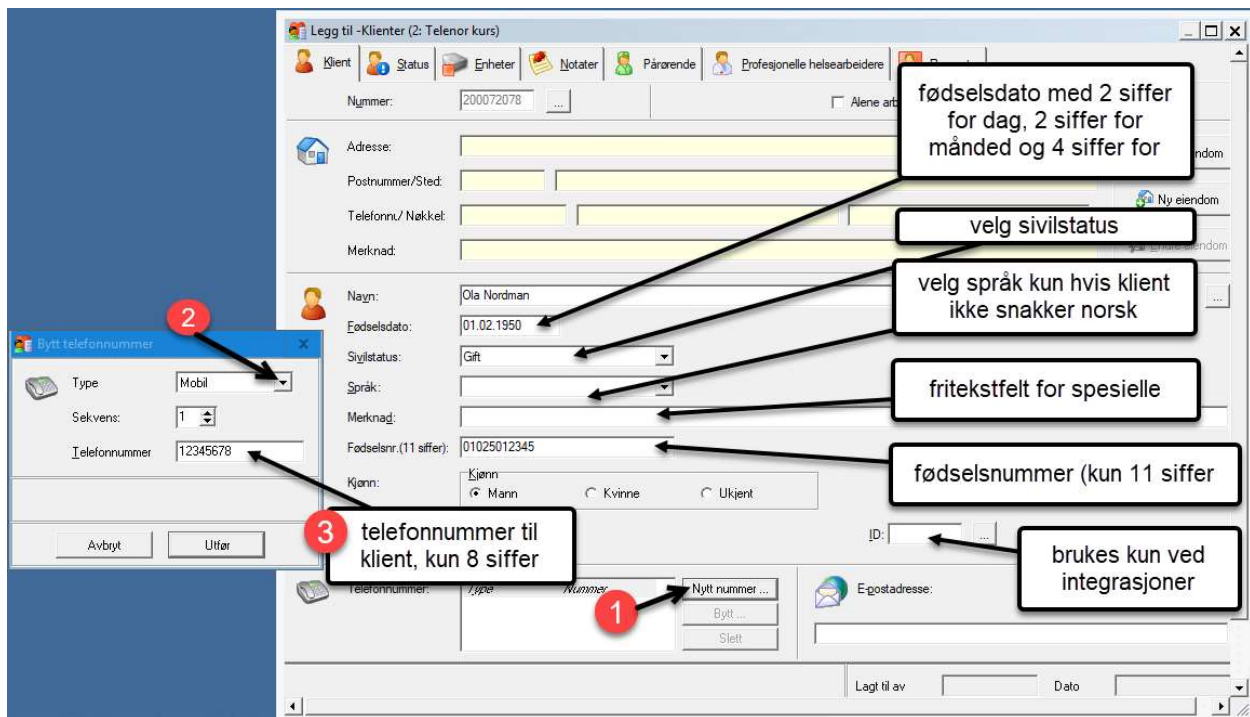 Legg til -Klienter (2: Telenor kurs)
Klient Status Enheter Notater Pårørende Profesjonelle helsearbeidere
Nummer: 200072078 ... Alene
fødselsdato med 2 siffer
for dag, 2 siffer for
månded og 4 siffer for
Adresse:
Postnummer/Sted:
Telefonnr/ Nøkkel:
Ny eiendom
velg sivilstatus
Merknad:
Endre eiendom
velg språk kun hvis klient
ikke snakker norsk
Navn: Ola Nordman ...
Fødselsdato: 01.02.1950
Sivilstatus: Gift
Språk:
Merknad:
fritekstfelt for spesielle
Fødselsnr.(11 siffer): 01025012345
fødselsnummer (kun 11 siffer
Kjønn: Kjønn
Mann Kvinne Ukjent
ID: ...
brukes kun ved
integrasjoner
2
Bytt telefonnummer x
Type Mobil
Sekvens: 1
Telefonnummer 12345678
Avbryt Utfør
3 telefonnummer til
klient, kun 8 siffer
Telefonnummer: Type Nummer Nytt nummer ... E-postadresse:
1
Bytt ...
Slett
Lagt til av Dato